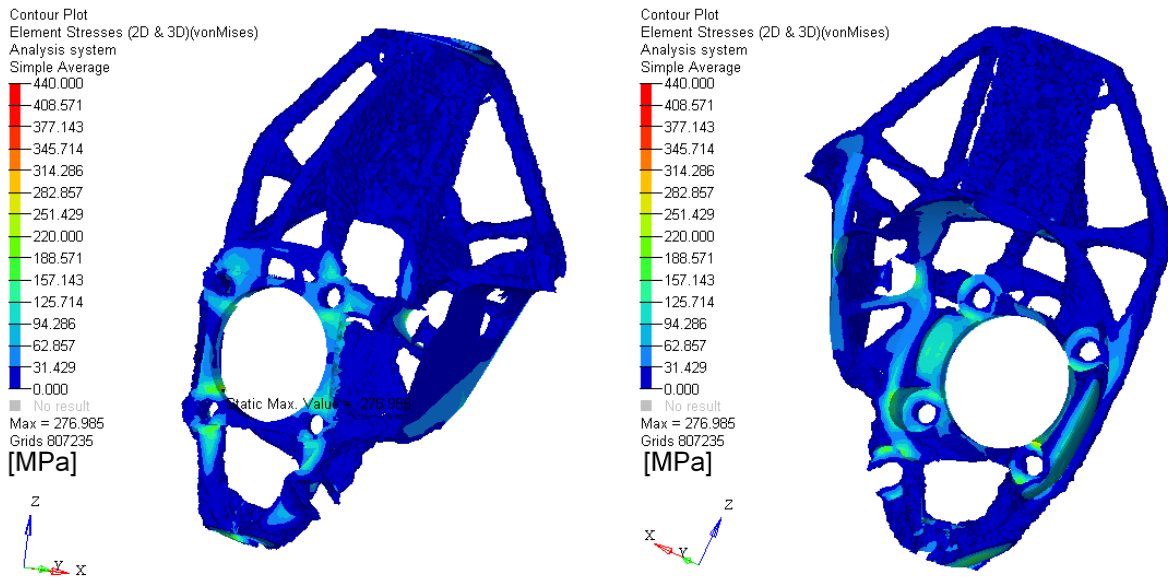 Contour Plot
Element Stresses (2D & 3D)(vonMises)
Analysis system
Simple Average
440.000
408.571
377.143
345.714
314.286
282.857
251.429
220.000
188.571
157.143
125.714
94.286
62.857
31.429
0.000
No result
Max = 276.985
Grids 807235
[MPa]
Static Max. Value = 276.985
Z
Y
X
Contour Plot
Element Stresses (2D & 3D)(vonMises)
Analysis system
Simple Average
440.000
408.571
377.143
345.714
314.286
282.857
251.429
220.000
188.571
157.143
125.714
94.286
62.857
31.429
0.000
No result
Max = 276.985
Grids 807235
[MPa]
Z
X
Y